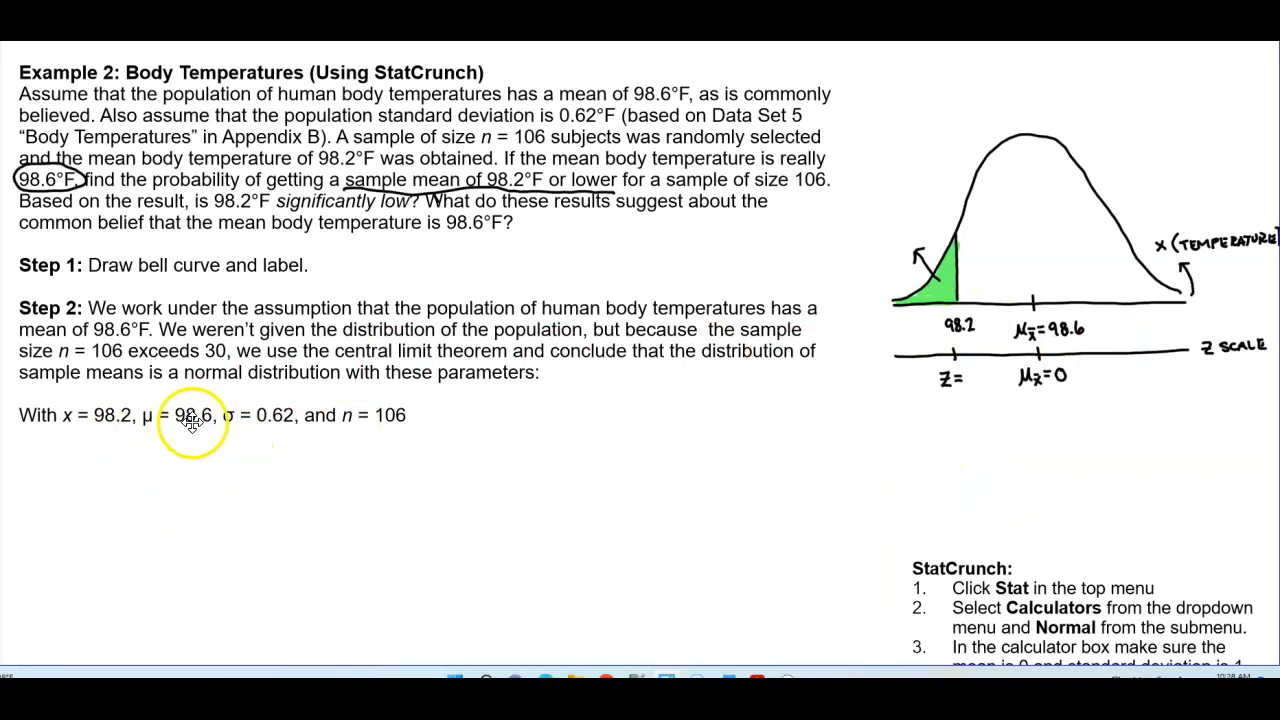 Example 2: Body Temperatures (Using StatCrunch)
Assume that the population of human body temperatures has a mean of 98.6°F, as is commonly
believed. Also assume that the population standard deviation is 0.62°F (based on Data Set 5
“Body Temperatures” in Appendix B). A sample of size n = 106 subjects was randomly selected
and the mean body temperature of 98.2°F was obtained. If the mean body temperature is really
98.6°F, find the probability of getting a sample mean of 98.2°F or lower for a sample of size 106.
Based on the result, is 98.2°F significantly low? What do these results suggest about the
common belief that the mean body temperature is 98.6°F?
Step 1: Draw bell curve and label.
Step 2: We work under the assumption that the population of human body temperatures has a
mean of 98.6°F. We weren’t given the distribution of the population, but because the sample
size n = 106 exceeds 30, we use the central limit theorem and conclude that the distribution of
sample means is a normal distribution with these parameters:
With x = 98.2, μ = 98.6, σ = 0.62, and n = 106
X (TEMPERATURE)
98.2 μx̄=98.6
Z SCALE
Z= μz=0
StatCrunch:
1. Click Stat in the top menu
2. Select Calculators from the dropdown
menu and Normal from the submenu.
3. In the calculator box make sure the
mean is 0 and standard deviation is 1
10:28 AM